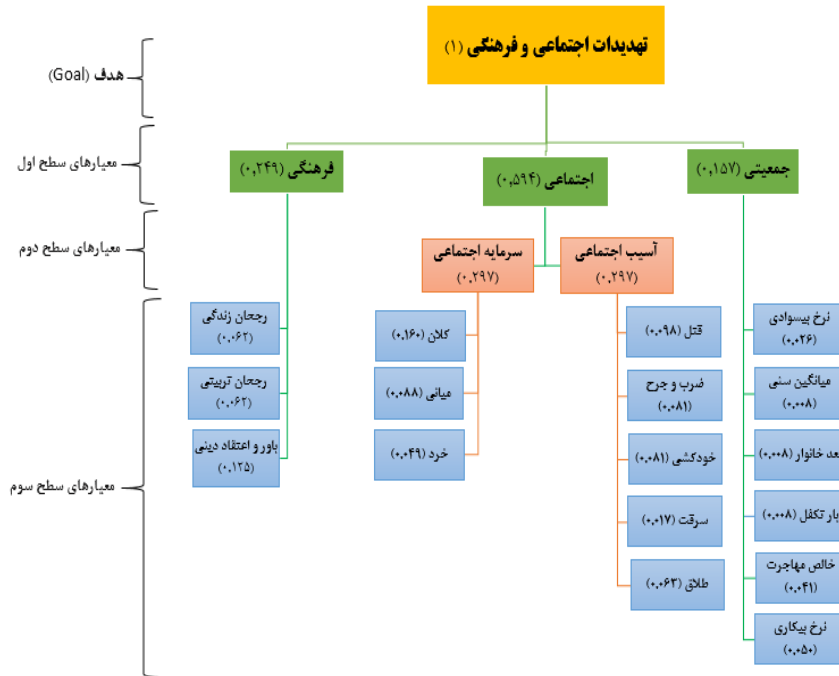 تهدیدات اجتماعی و فرهنگی (۱)
هدف (Goal)
معیارهای سطح اول
جمعیتی (۰,۱۵۷)
اجتماعی (۰,۵۹۴)
فرهنگی (۰,۲۴۹)
معیارهای سطح دوم
آسیب اجتماعی
(۰,۲۹۷)
سرمایه اجتماعی
(۰,۲۹۷)
معیارهای سطح سوم
نرخ بیسوادی
(۰,۰۲۶)
میانگین سنی
(۰,۰۰۸)
بعد خانوار (۰,۰۰۸)
بار تکفل (۰,۰۰۸)
خالص مهاجرت
(۰,۰۴۱)
نرخ بیکاری
(۰,۰۵۰)
قتل (۰,۰۹۸)
ضرب و جرح
(۰,۰۸۱)
خودکشی (۰,۰۸۱)
سرقت (۰,۰۱۷)
طلاق (۰,۰۶۳)
کلان (۰,۱۶۰)
میانی (۰,۰۸۸)
خرد (۰,۰۴۹)
رجحان زندگی
(۰,۰۶۲)
رجحان تربیتی
(۰,۰۶۲)
باور و اعتقاد دینی
(۰,۱۲۵)